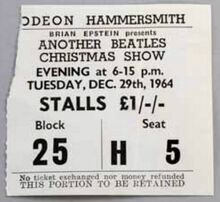 ODEON HAMMERSMITH
BRIAN EPSTEIN presents
ANOTHER BEATLES
CHRISTMAS SHOW
EVENING at 6-15 p.m.
TUESDAY, DEC. 29th, 1964
STALLS £1/-/-
Block Seat
25 H 5
No ticket exchanged nor money refunded
THIS PORTION TO BE RETAINED